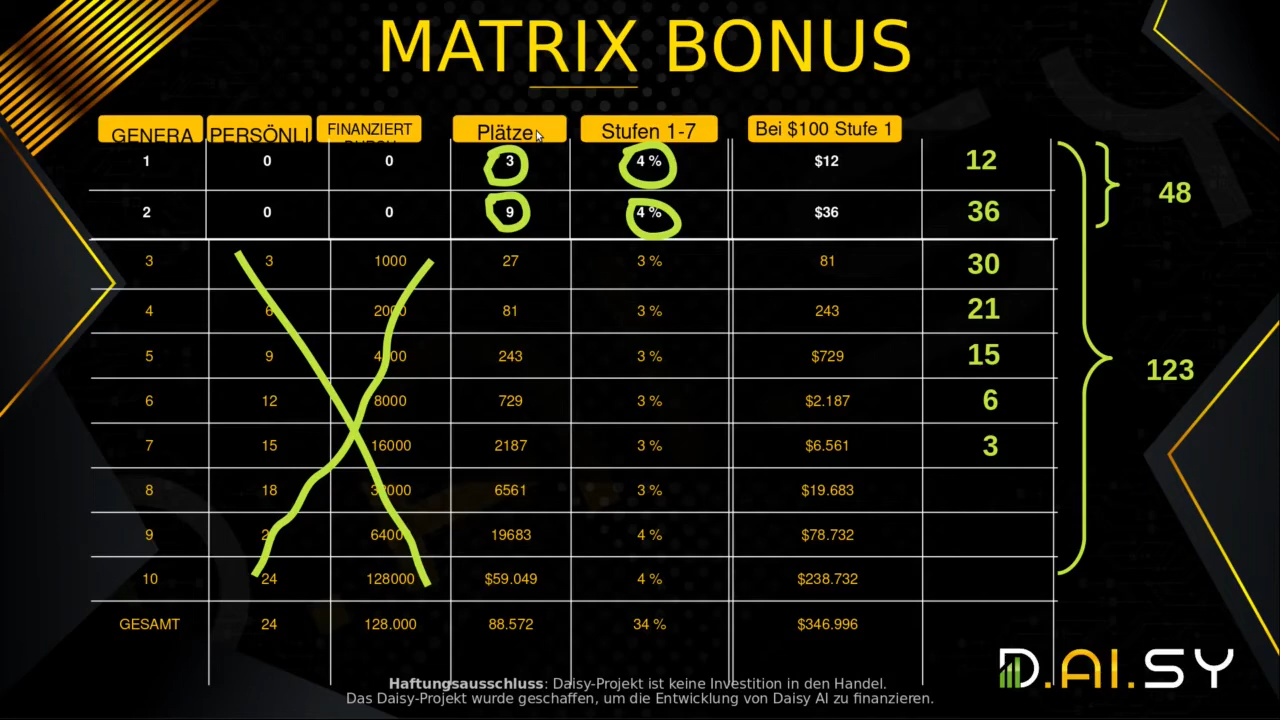 MATRIX BONUS
GENERA PERSÖNLI FINANZIERT Plätze Stufen 1-7 Bei $100 Stufe 1
1 0 0 3 4 % $12 12
2 0 0 9 4 % $36 36
48
3 3 1000 27 3 % 81 30
4 6 2000 81 3 % 243 21
5 9 4000 243 3 % $729 15
123
6 12 8000 729 3 % $2.187 6
7 15 16000 2187 3 % $6.561 3
8 18 32000 6561 3 % $19.683
9 64000 19683 4 % $78.732
10 24 128000 $59.049 4 % $238.732
GESAMT 24 128.000 88.572 34 % $346.996
D.AI.SY
Haftungsausschluss: Daisy-Projekt ist keine Investition in den Handel.
Das Daisy-Projekt wurde geschaffen, um die Entwicklung von Daisy AI zu finanzieren.